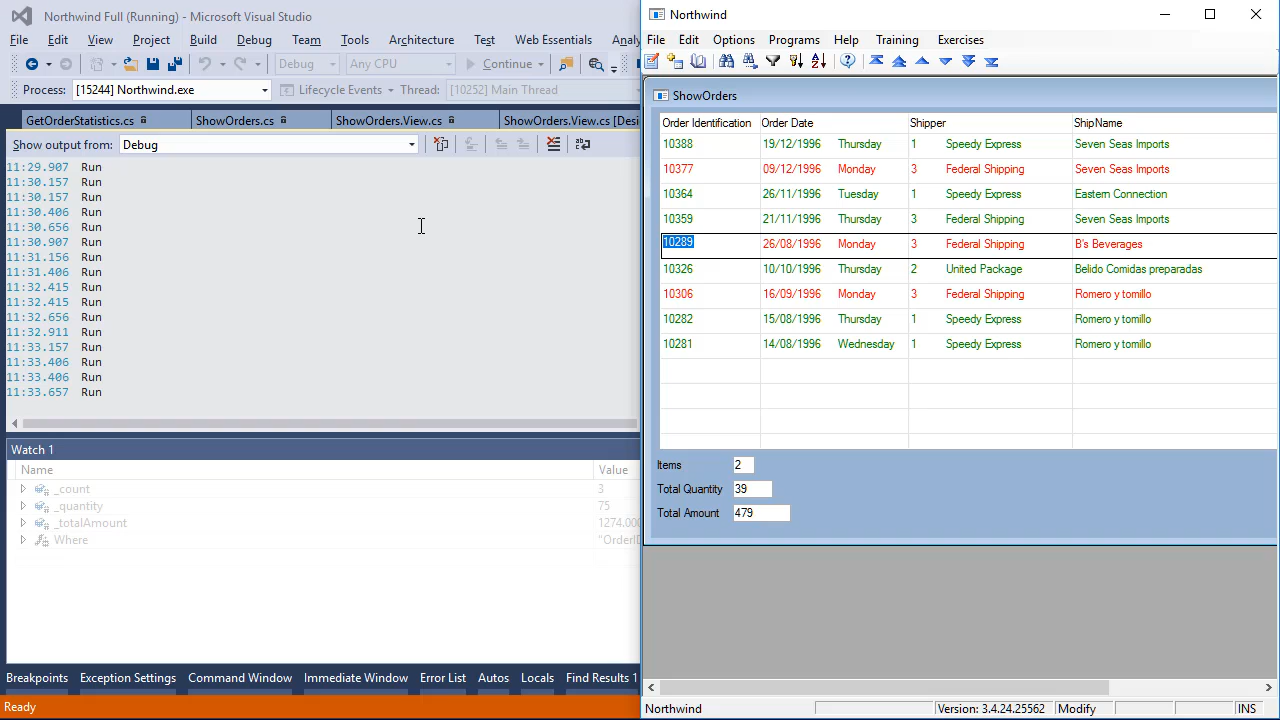 Northwind Full (Running) - Microsoft Visual Studio
File Edit View Project Build Debug Team Tools Architecture Test Web Essentials Analy
Debug Any CPU Continue
Process: [15244] Northwind.exe Lifecycle Events Thread: [10252] Main Thread
GetOrderStatistics.cs ShowOrders.cs ShowOrders.View.cs ShowOrders.View.cs [Desi
Show output from: Debug
11:29.907 Run
11:30.157 Run
11:30.157 Run
11:30.406 Run
11:30.656 Run
11:30.907 Run
11:31.156 Run
11:31.406 Run
11:32.415 Run
11:32.415 Run
11:32.656 Run
11:32.911 Run
11:33.157 Run
11:33.406 Run
11:33.406 Run
11:33.657 Run
Watch 1
Name Value
_count 3
_quantity 75
_totalAmount 1274.000
Where "OrderID
Breakpoints Exception Settings Command Window Immediate Window Error List Autos Locals Find Results 1
Ready
Northwind
File Edit Options Programs Help Training Exercises
ShowOrders
Order Identification Order Date Shipper ShipName
10388 19/12/1996 Thursday 1 Speedy Express Seven Seas Imports
10377 09/12/1996 Monday 3 Federal Shipping Seven Seas Imports
10364 26/11/1996 Tuesday 1 Speedy Express Eastern Connection
10359 21/11/1996 Thursday 3 Federal Shipping Seven Seas Imports
10289 26/08/1996 Monday 3 Federal Shipping B's Beverages
10326 10/10/1996 Thursday 2 United Package Belido Comidas preparadas
10306 16/09/1996 Monday 3 Federal Shipping Romero y tomillo
10282 15/08/1996 Thursday 1 Speedy Express Romero y tomillo
10281 14/08/1996 Wednesday 1 Speedy Express Romero y tomillo
Items 2
Total Quantity 39
Total Amount 479
Northwind Version: 3.4.24.25562 Modify INS